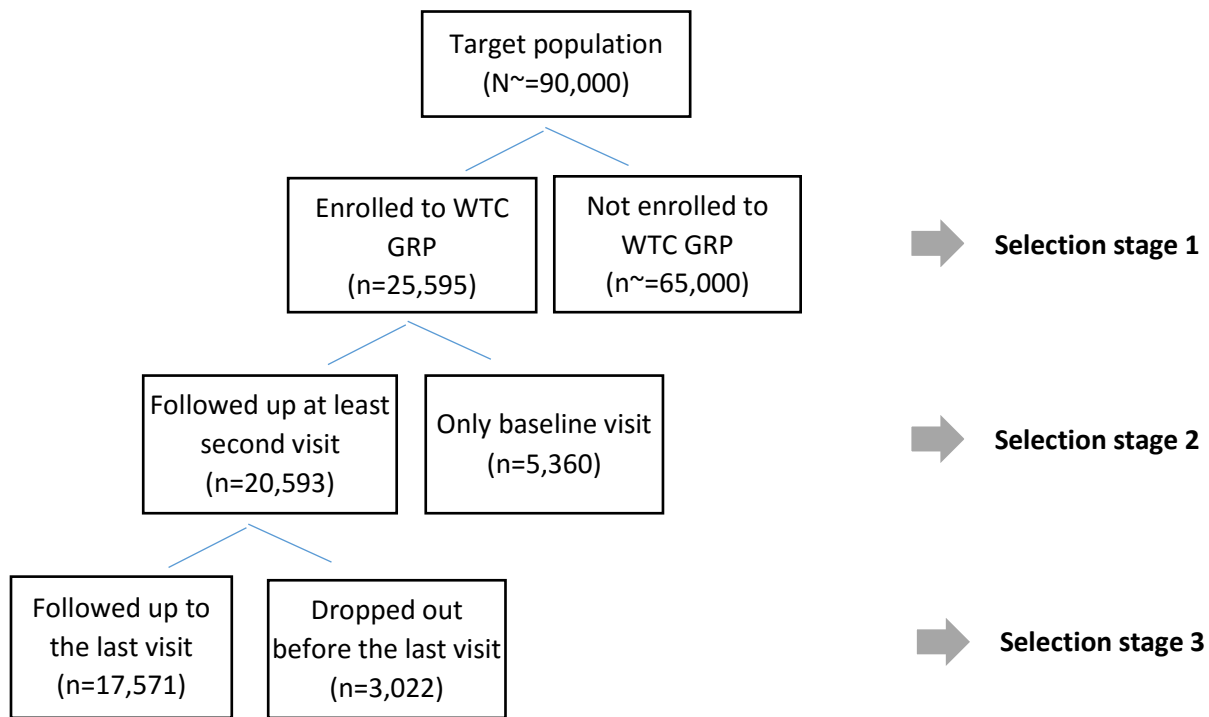 Target population
(N~=90,000)
Enrolled to WTC
GRP
(n=25,595)
Not enrolled to
WTC GRP
(n~=65,000)
Selection stage 1
Followed up at least
second visit
(n=20,593)
Only baseline visit
(n=5,360)
Selection stage 2
Followed up to
the last visit
(n=17,571)
Dropped out
before the last visit
(n=3,022)
Selection stage 3